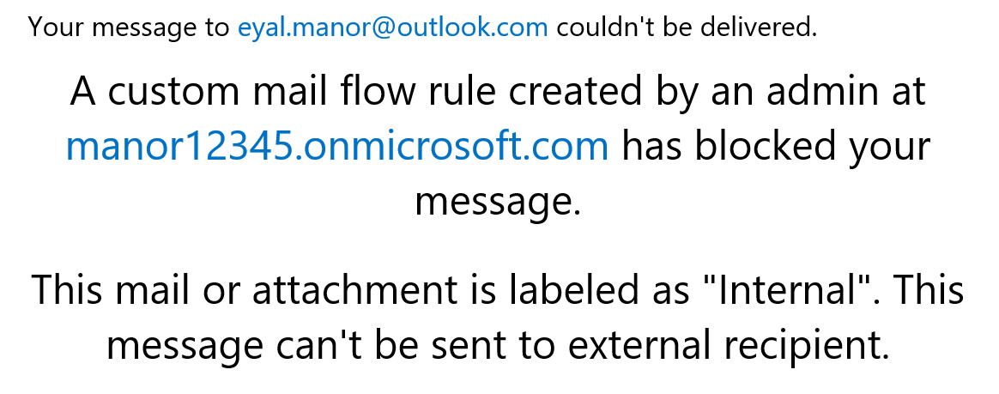 Your message to eyal.manor@outlook.com couldn't be delivered.
A custom mail flow rule created by an admin at
manor12345.onmicrosoft.com has blocked your
message.
This mail or attachment is labeled as "Internal". This
message can't be sent to external recipient.